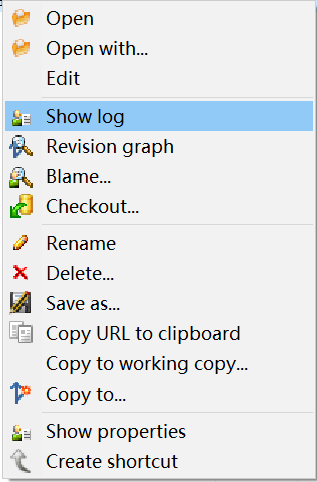 Open
Open with...
Edit
Show log
Revision graph
Blame...
Checkout...
Rename
Delete...
Save as...
Copy URL to clipboard
Copy to working copy...
Copy to...
Show properties
Create shortcut